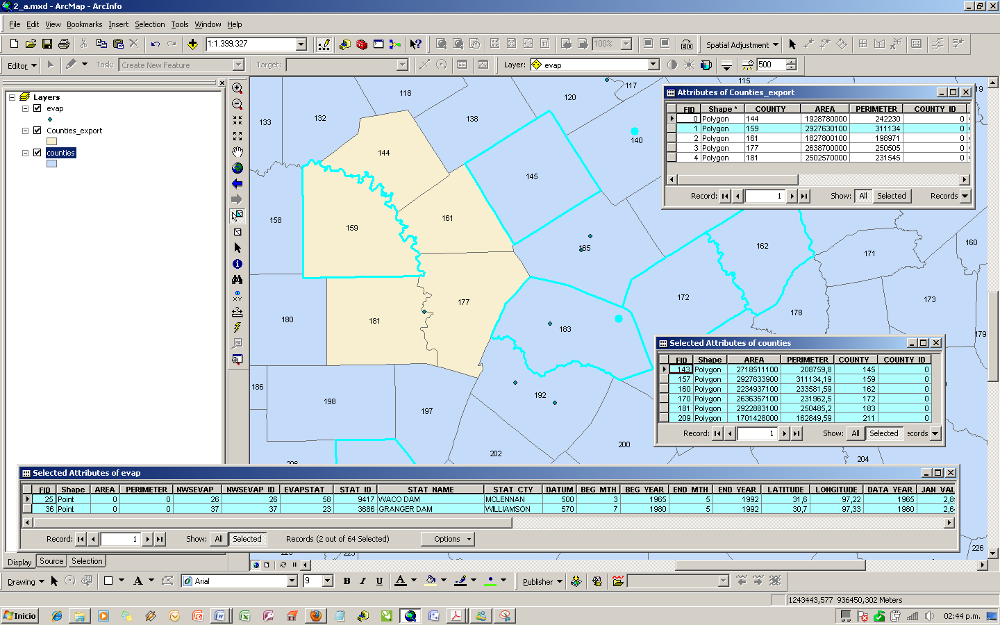 2_a.mxd - ArcMap - ArcInfo
File Edit View Bookmarks Insert Selection Tools Window Help
1:1.399.327 100% Spatial Adjustment
Editor Task: Create New Feature Target: Layer: evap 500
Layers
evap
Counties_export
counties
Display Source Selection
118 120 117 115
133 132 138 140
144 145
158 159 161 165 162 171 160
180 181 177 183 172 178 173 179
186 198 197 192 200
202 204
226
Attributes of Counties_export
FID Shape * COUNTY AREA PERIMETER COUNTY_ID
0 Polygon 144 1928780000 242230 0
1 Polygon 159 2927630100 311134 0
2 Polygon 161 1827800100 198971 0
3 Polygon 177 2638700000 250505 0
4 Polygon 181 2502570000 231545 0
Record: 1 Show: All Selected Records
Selected Attributes of counties
FID Shape AREA PERIMETER COUNTY COUNTY_ID
143 Polygon 2718511100 208759,8 145 0
157 Polygon 2927633900 311134,19 159 0
160 Polygon 2234937100 233581,59 162 0
170 Polygon 2636357100 231962,5 172 0
181 Polygon 2922883100 250485,2 183 0
209 Polygon 1701428000 162849,59 211 0
Record: 1 Show: All Selected ecords
Selected Attributes of evap
FID Shape AREA PERIMETER NWSEVAP_ NWSEVAP_ID EVAPSTAT_ STAT_ID STAT_NAME STAT_CTY DATUM BEG_MTH BEG_YEAR END_MTH END_YEAR LATITUDE LONGITUDE DATA_YEAR JAN_VAL
25 Point 0 0 26 26 58 9417 WACO DAM MCLENNAN 500 3 1965 5 1992 31,6 97,22 1965 2,8
36 Point 0 0 37 37 23 3686 GRANGER DAM WILLIAMSON 570 7 1980 5 1992 30,7 97,33 1980 2,6
Record: 1 Show: All Selected Records (2 out of 64 Selected) Options
Drawing A Arial 9 B I U A Publisher
1243443,577 936450,302 Meters
Inicio 02:44 p.m.